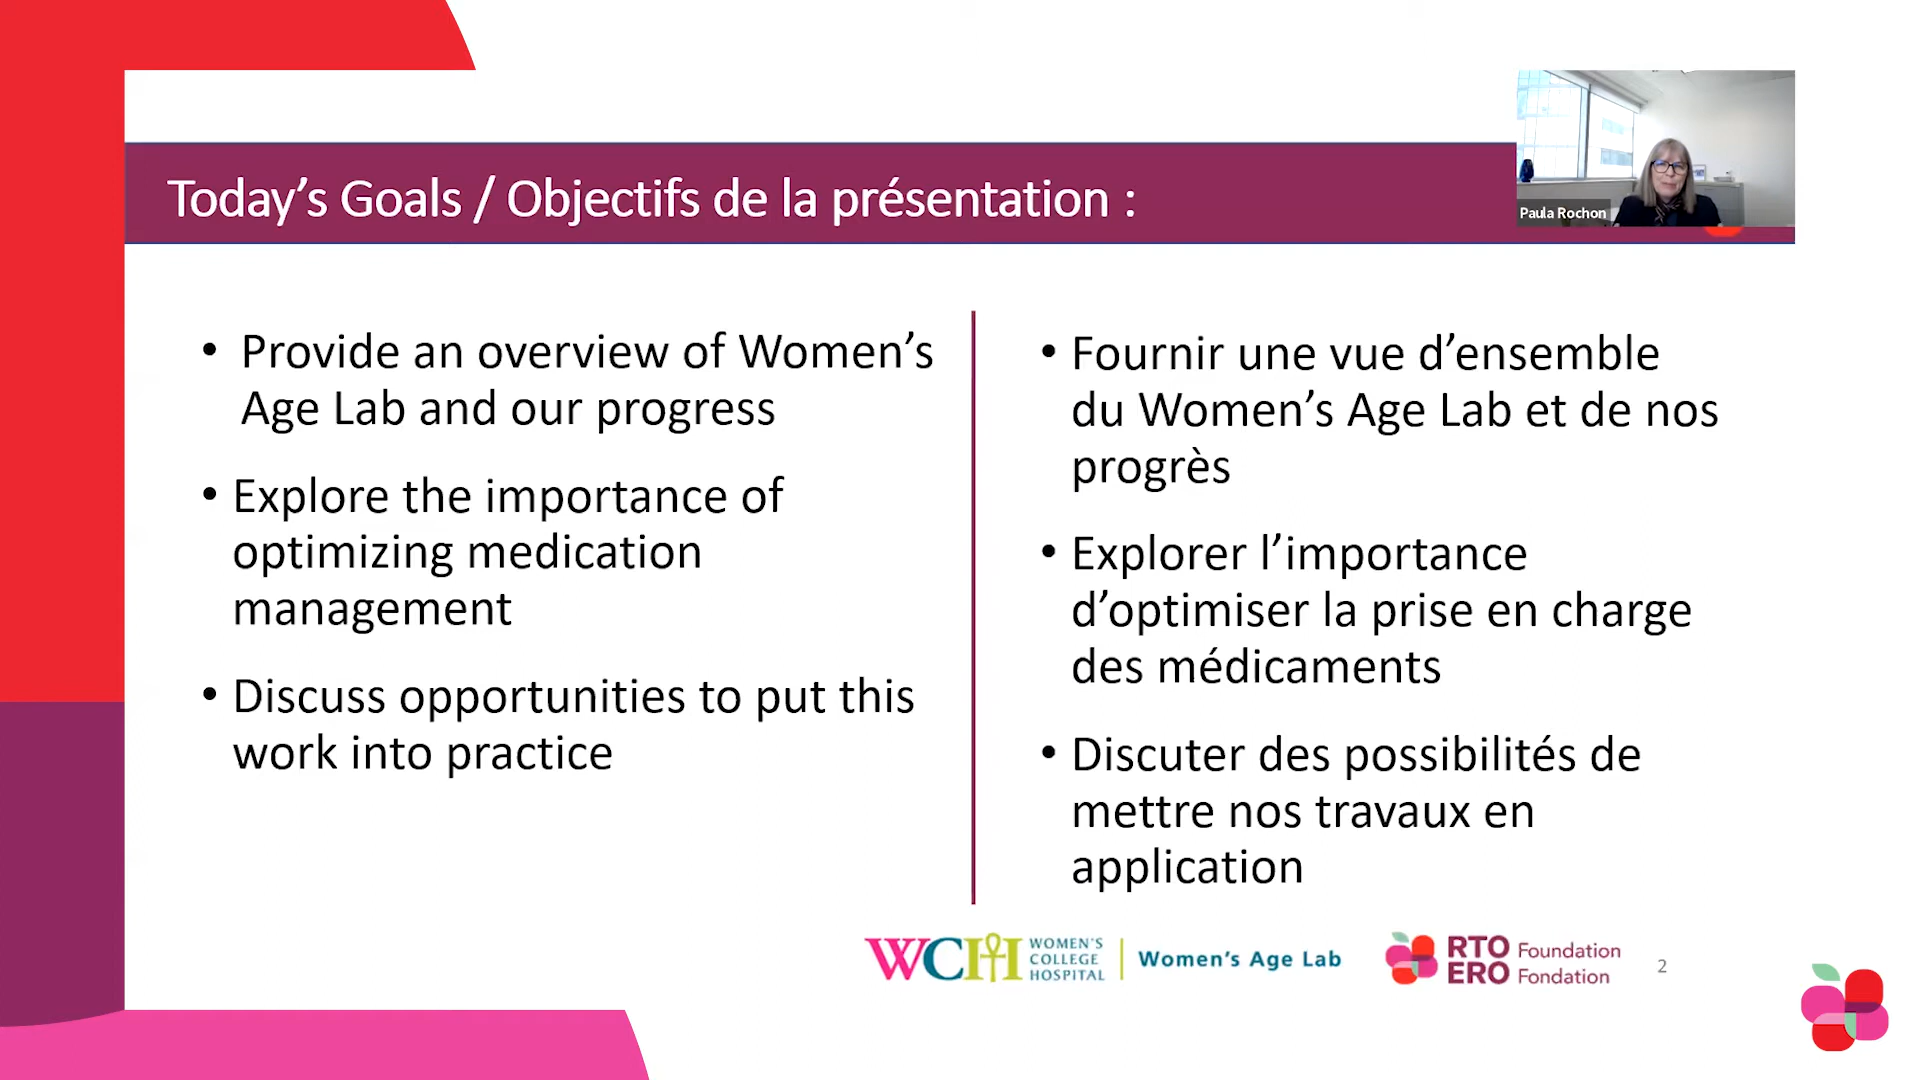 Today's Goals / Objectifs de la présentation :
Paula Rochon
• Provide an overview of Women's
Age Lab and our progress
• Explore the importance of
optimizing medication
management
• Discuss opportunities to put this
work into practice
• Fournir une vue d'ensemble
du Women's Age Lab et de nos
progrès
• Explorer l'importance
d'optimiser la prise en charge
des médicaments
• Discuter des possibilités de
mettre nos travaux en
application
WCH
WOMEN'S
COLLEGE
HOSPITAL
Women's Age Lab
RTO
ERO
Foundation
Fondation
2